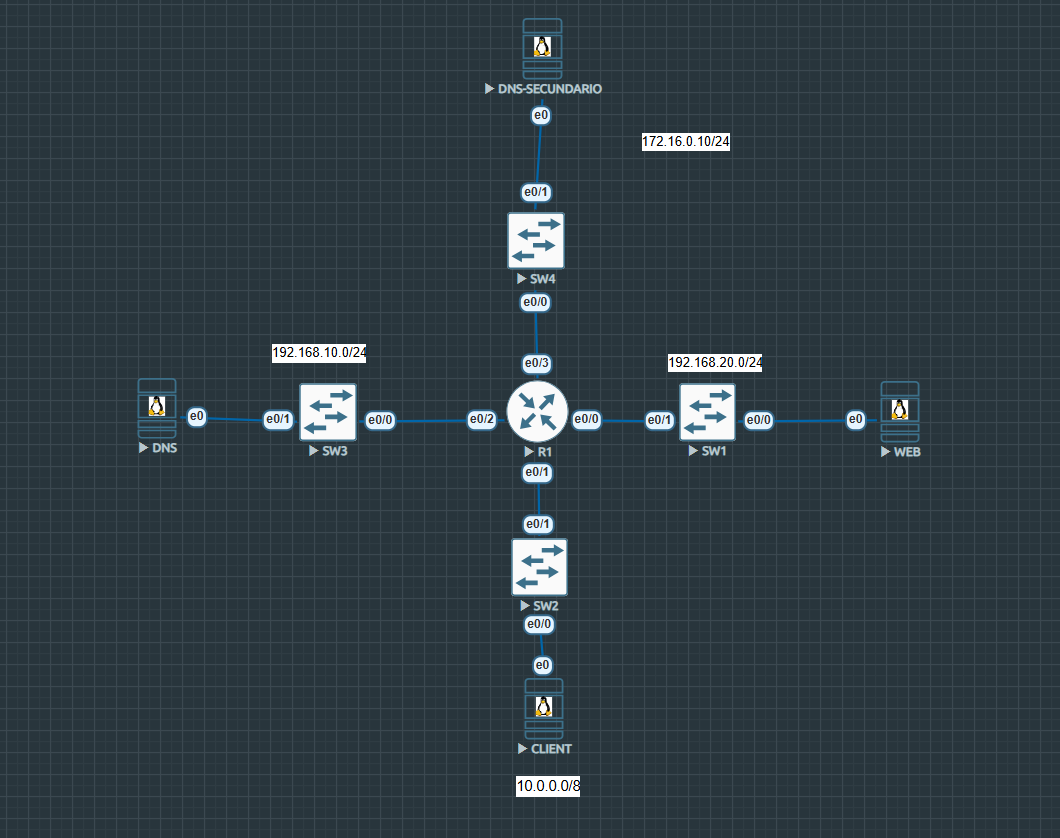 DNS-SECUNDARIO
e0
172.16.0.10/24
e0/1
SW4
e0/0
192.168.10.0/24
e0/3
192.168.20.0/24
e0
e0/1
e0/0
e0/2
e0/0
e0/1
e0/0
e0
DNS
SW3
R1
SW1
WEB
e0/1
e0/1
SW2
e0/0
e0
CLIENT
10.0.0.0/8